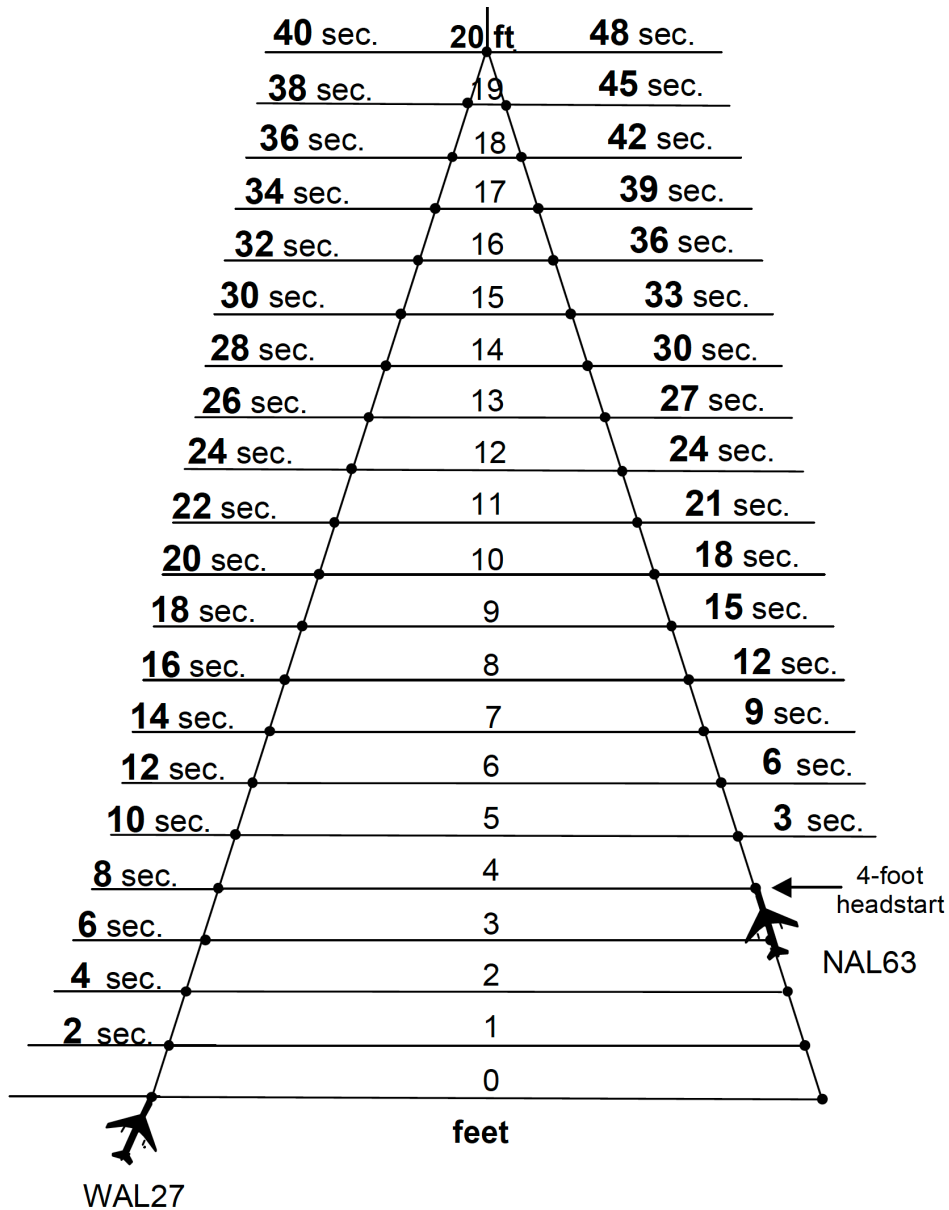 40 sec. 20 ft. 48 sec.
38 sec. 19 45 sec.
36 sec. 18 42 sec.
34 sec. 17 39 sec.
32 sec. 16 36 sec.
30 sec. 15 33 sec.
28 sec. 14 30 sec.
26 sec. 13 27 sec.
24 sec. 12 24 sec.
22 sec. 11 21 sec.
20 sec. 10 18 sec.
18 sec. 9 15 sec.
16 sec. 8 12 sec.
14 sec. 7 9 sec.
12 sec. 6 6 sec.
10 sec. 5 3 sec.
8 sec. 4 4-foot
headstart
6 sec. 3 NAL63
4 sec. 2
2 sec. 1
0
feet
WAL27